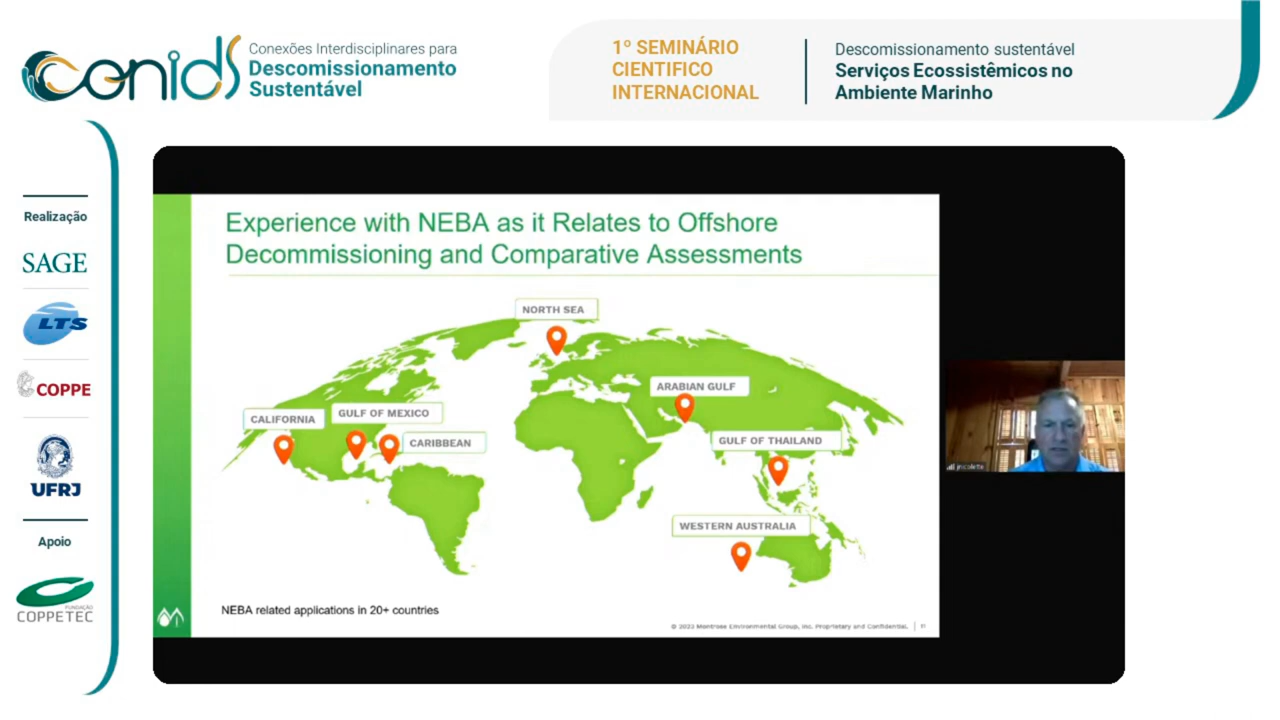 conids
Conexões Interdisciplinares para
Descomissionamento
Sustentável
1º SEMINÁRIO
CIENTIFICO
INTERNACIONAL
Descomissionamento sustentável
Serviços Ecossistêmicos no
Ambiente Marinho
Realização
SAGE
LTS
COPPE
UFRJ
Apoio
FUNDAÇÃO
COPPETEC
Experience with NEBA as it Relates to Offshore
Decommissioning and Comparative Assessments
NORTH SEA
ARABIAN GULF
CALIFORNIA
GULF OF MEXICO
CARIBBEAN
GULF OF THAILAND
WESTERN AUSTRALIA
NEBA related applications in 20+ countries
© 2023 Montrose Environmental Group, Inc. Proprietary and Confidential.
jnicolette